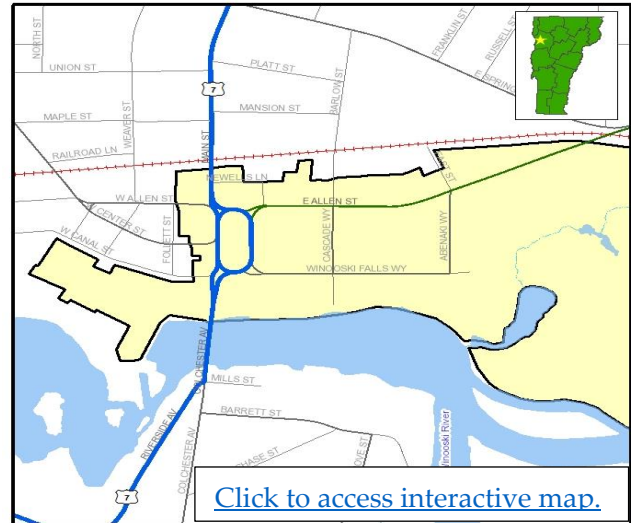 NORTH ST
UNION ST
7
PLATT ST
FRANKLIN ST
RUSSELL ST
E SPRING
MAPLE ST
WEAVER ST
MANSION ST
BARLOW ST
MAIN ST
RAILROAD LN
NEWELLS LN
W ALLEN ST
E ALLEN ST
W CENTER ST
FOLLETT ST
W CANAL ST
CASCADE WY
ABENAKI WY
WINOOSKI FALLS WY
COLCHESTER AV
MILLS ST
RIVERSIDE AV
BARRETT ST
COLCHESTER AV
Winooski River
7
Click to access interactive map.